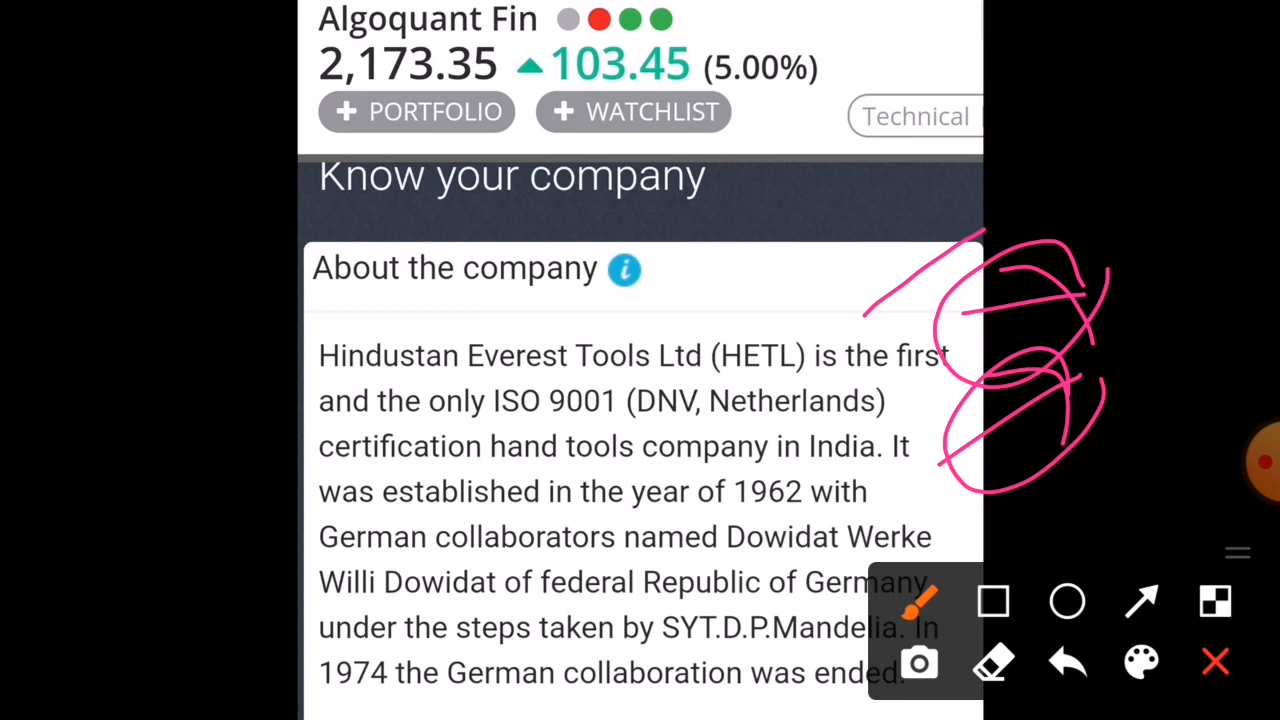 Algoquant Fin
2,173.35 103.45 (5.00%)
+ PORTFOLIO + WATCHLIST Technical
Know your company
About the company i
Hindustan Everest Tools Ltd (HETL) is the first
and the only ISO 9001 (DNV, Netherlands)
certification hand tools company in India. It
was established in the year of 1962 with
German collaborators named Dowidat Werke
Willi Dowidat of federal Republic of Germany
under the steps taken by SYT.D.P.Mandelia. In
1974 the German collaboration was ended.